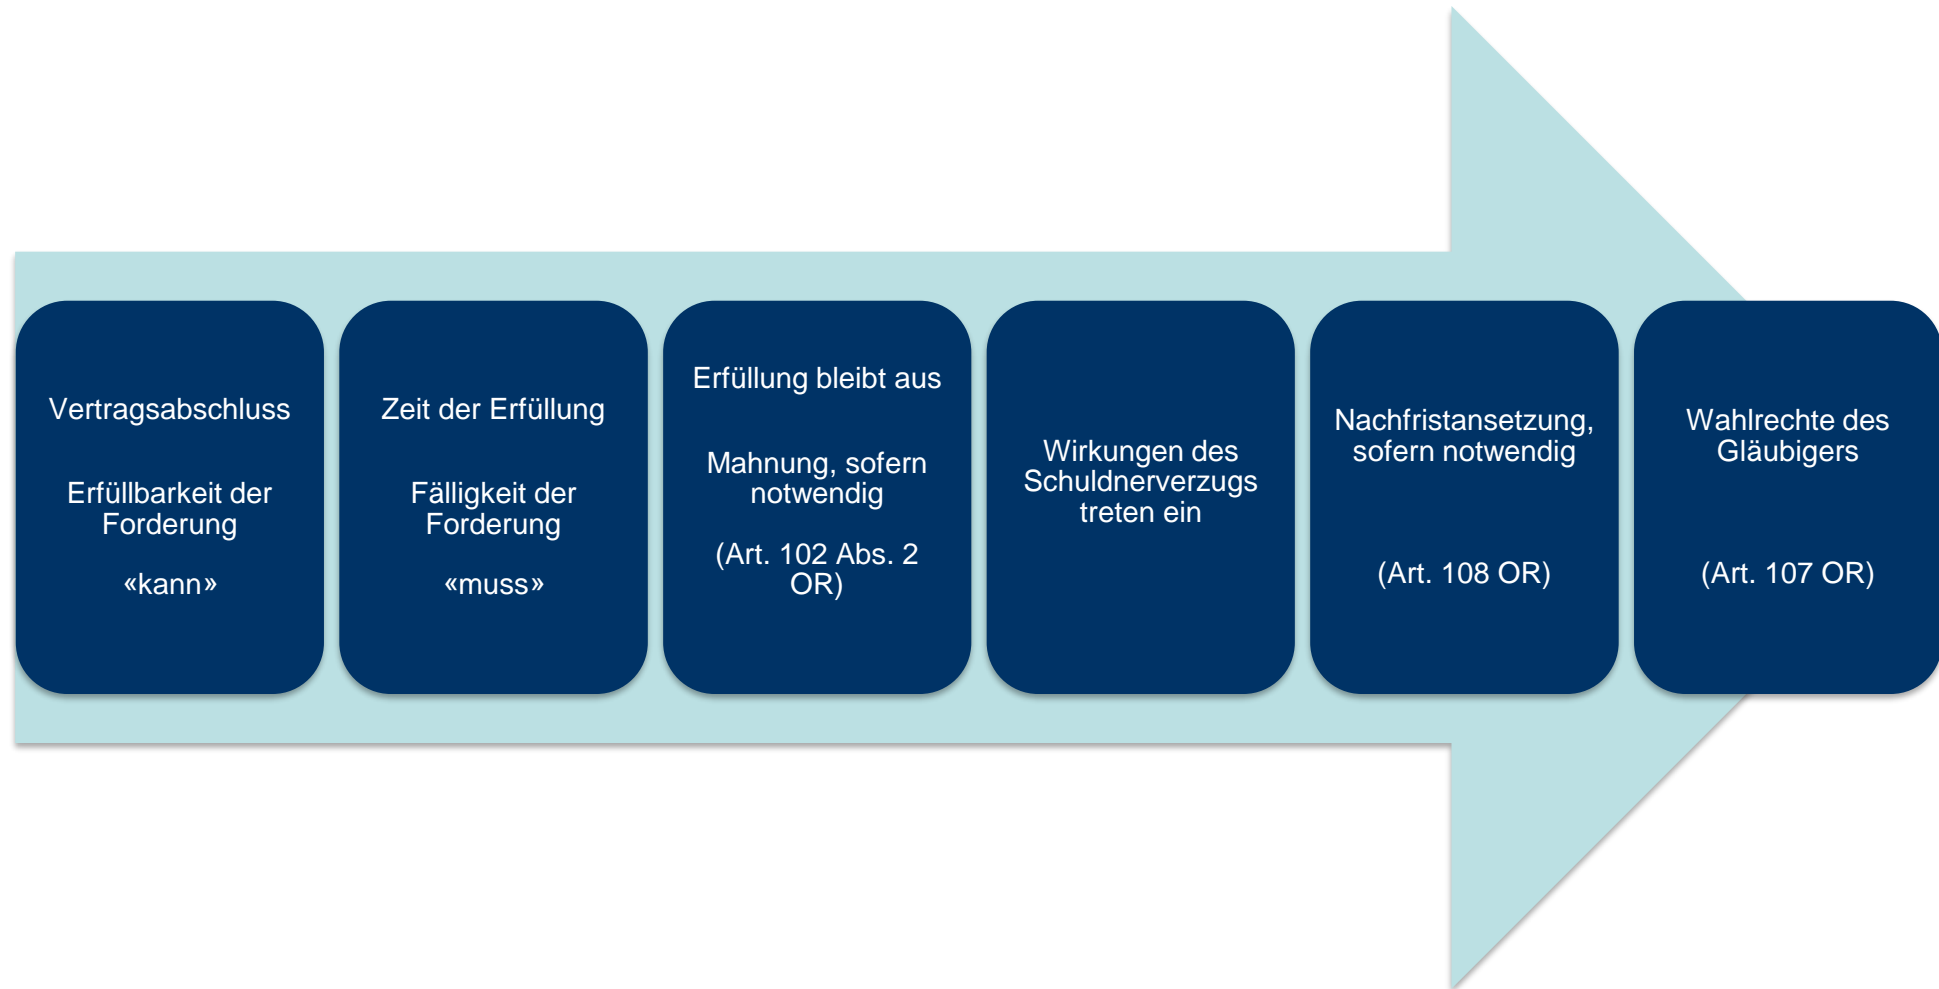 Vertragsabschluss
Erfüllbarkeit der
Forderung
«kann»
Zeit der Erfüllung
Fälligkeit der
Forderung
«muss»
Erfüllung bleibt aus
Mahnung, sofern
notwendig
(Art. 102 Abs. 2
OR)
Wirkungen des
Schuldnerverzugs
treten ein
Nachfristansetzung,
sofern notwendig
(Art. 108 OR)
Wahlrechte des
Gläubigers
(Art. 107 OR)